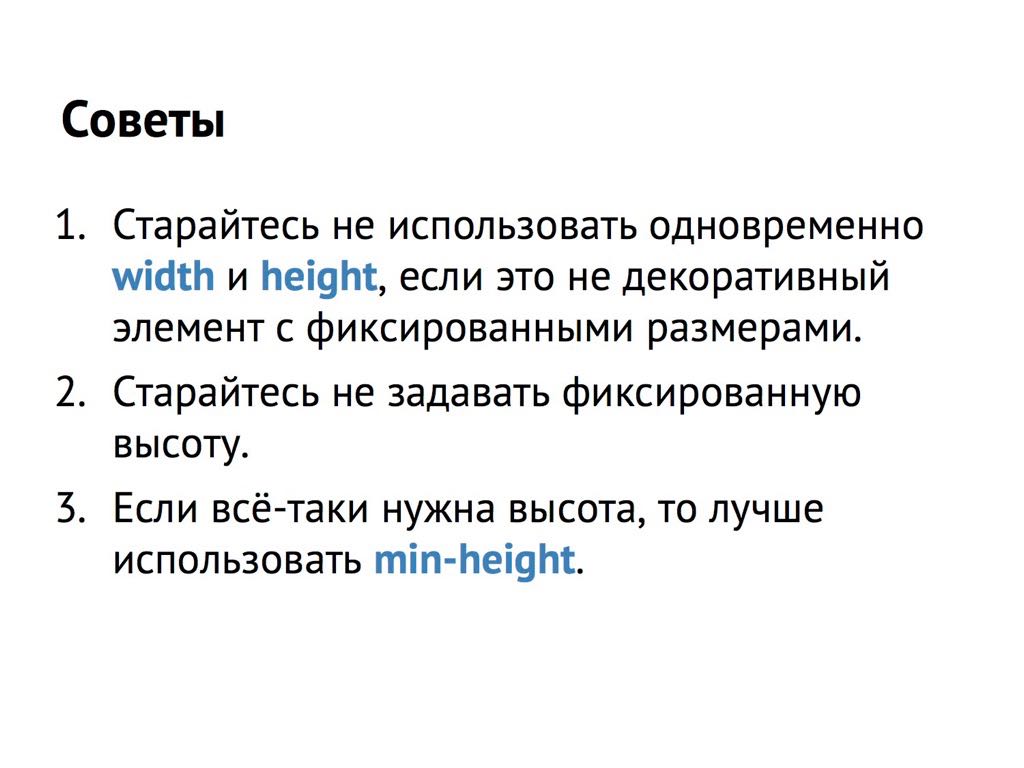 Советы
1. Старайтесь не использовать одновременно
width и height, если это не декоративный
элемент с фиксированными размерами.
2. Старайтесь не задавать фиксированную
высоту.
3. Если всё-таки нужна высота, то лучше
использовать min-height.